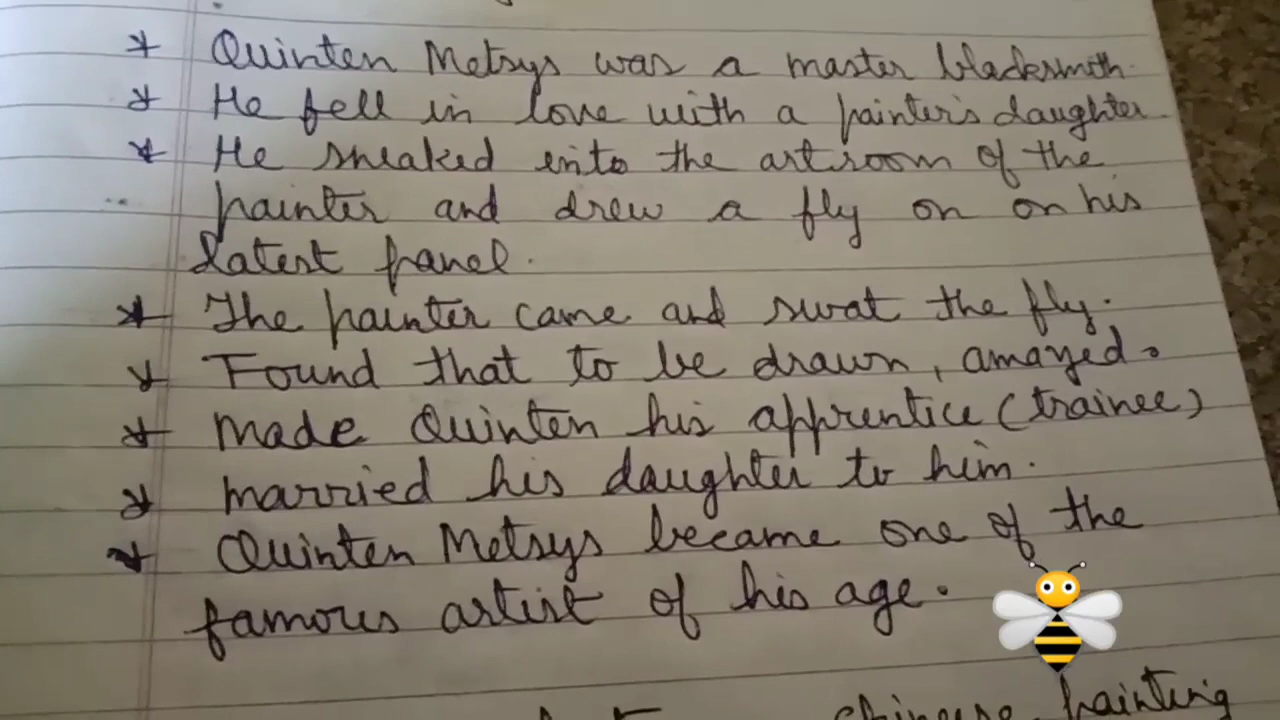 * Quinten Metsys was a master blacksmith.
* He fell in love with a painter's daughter.
* He sneaked into the artroom of the
painter and drew a fly on on his
latest panel.
* The painter came and swat the fly.
* Found that to be drawn, amazed.
* Made Quinten his apprentice (trainee)
* married his daughter to him.
* Quinten Metsys became one of the
famous artist of his age.
chinese painting